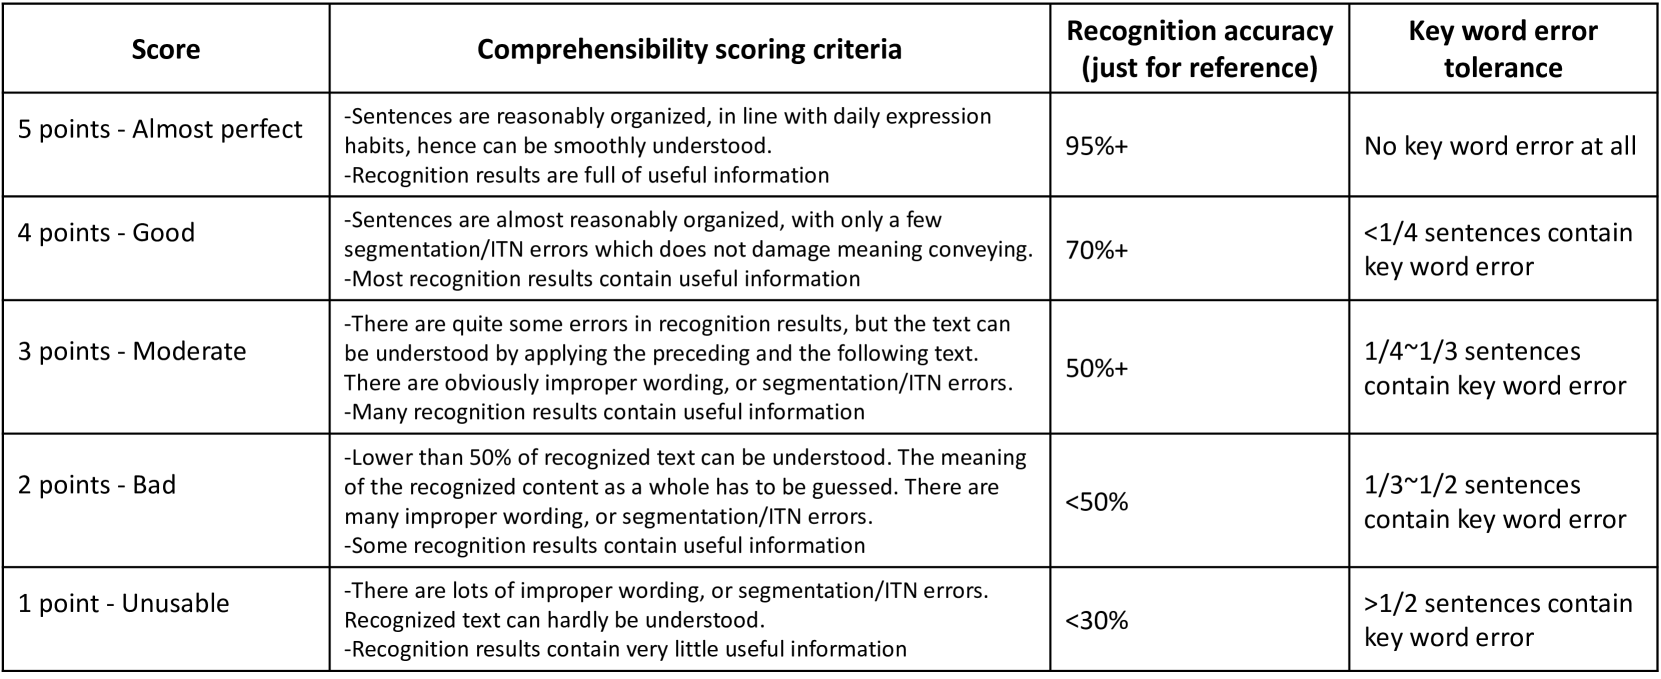 Score
Comprehensibility scoring criteria
Recognition accuracy
(just for reference)
Key word error
tolerance
5 points - Almost perfect
-Sentences are reasonably organized, in line with daily expression
habits, hence can be smoothly understood.
-Recognition results are full of useful information
95%+
No key word error at all
4 points - Good
-Sentences are almost reasonably organized, with only a few
segmentation/ITN errors which does not damage meaning conveying.
-Most recognition results contain useful information
70%+
<1/4 sentences contain
key word error
3 points - Moderate
-There are quite some errors in recognition results, but the text can
be understood by applying the preceding and the following text.
There are obviously improper wording, or segmentation/ITN errors.
-Many recognition results contain useful information
50%+
1/4~1/3 sentences
contain key word error
2 points - Bad
-Lower than 50% of recognized text can be understood. The meaning
of the recognized content as a whole has to be guessed. There are
many improper wording, or segmentation/ITN errors.
-Some recognition results contain useful information
<50%
1/3~1/2 sentences
contain key word error
1 point - Unusable
-There are lots of improper wording, or segmentation/ITN errors.
Recognized text can hardly be understood.
-Recognition results contain very little useful information
<30%
>1/2 sentences contain
key word error